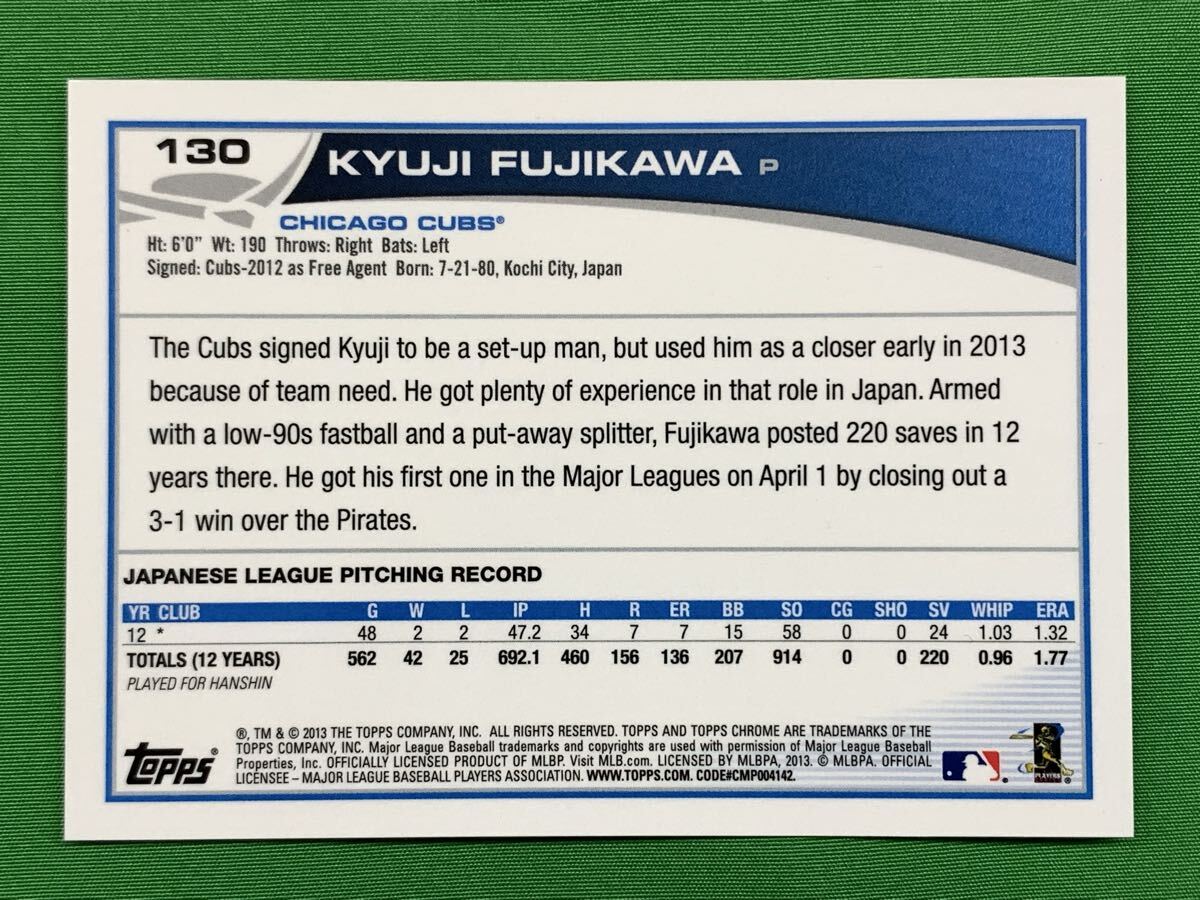 130
KYUJI FUJIKAWA P
CHICAGO CUBS®
Ht: 6'0" Wt: 190 Throws: Right Bats: Left
Signed: Cubs-2012 as Free Agent Born: 7-21-80, Kochi City, Japan
The Cubs signed Kyuji to be a set-up man, but used him as a closer early in 2013
because of team need. He got plenty of experience in that role in Japan. Armed
with a low-90s fastball and a put-away splitter, Fujikawa posted 220 saves in 12
years there. He got his first one in the Major Leagues on April 1 by closing out a
3-1 win over the Pirates.
JAPANESE LEAGUE PITCHING RECORD
YR CLUB G W L IP H R ER BB SO CG SHO SV WHIP ERA
12 * 48 2 2 47.2 34 7 7 15 58 0 0 24 1.03 1.32
TOTALS (12 YEARS) 562 42 25 692.1 460 156 136 207 914 0 0 220 0.96 1.77
PLAYED FOR HANSHIN
®, TM & © 2013 THE TOPPS COMPANY, INC. ALL RIGHTS RESERVED. TOPPS AND TOPPS CHROME ARE TRADEMARKS OF THE
TOPPS COMPANY, INC. Major League Baseball trademarks and copyrights are used with permission of Major League Baseball
Properties, Inc. OFFICIALLY LICENSED PRODUCT OF MLBP. Visit MLB.com. LICENSED BY MLBPA, 2013. © MLBPA. OFFICIAL
LICENSEE – MAJOR LEAGUE BASEBALL PLAYERS ASSOCIATION. WWW.TOPPS.COM. CODE#CMP004142.
TOPPS®
PLAYERS